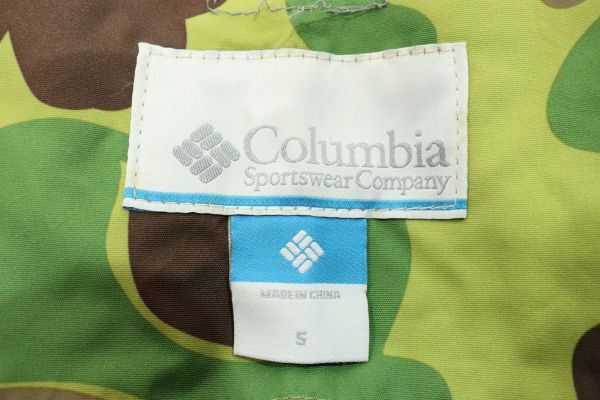 Columbia
Sportswear Company
MADE IN CHINA
S